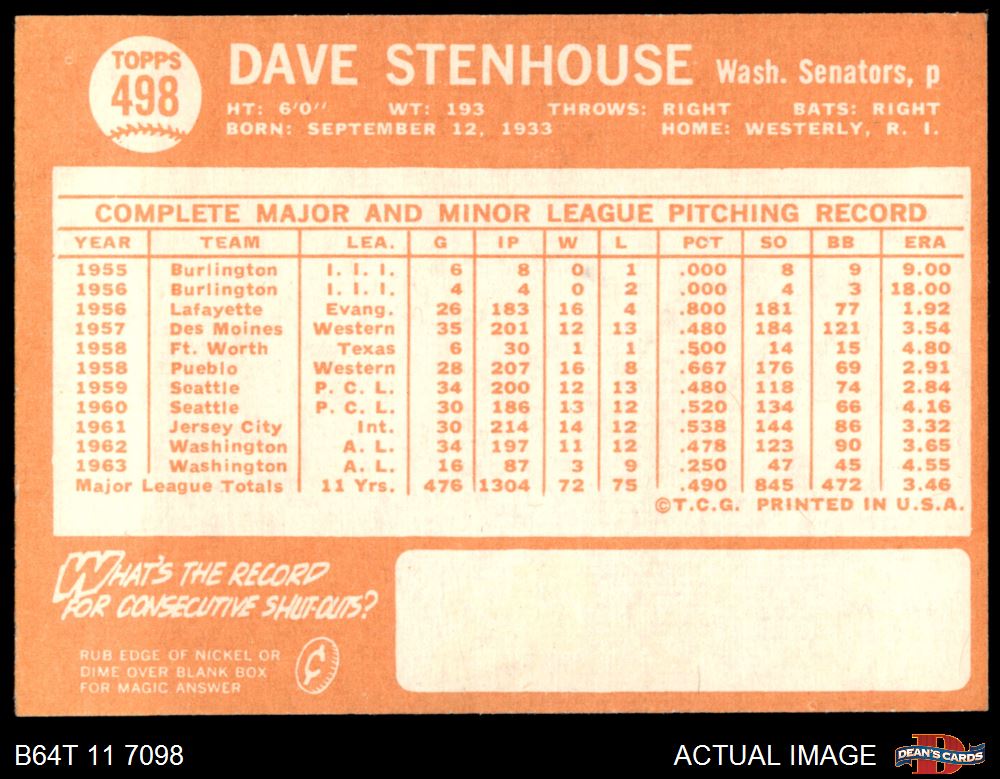 TOPPS
498
DAVE STENHOUSE Wash. Senators, p
HT: 6'0" WT: 193 THROWS: RIGHT BATS: RIGHT
BORN: SEPTEMBER 12, 1933 HOME: WESTERLY, R. I.
COMPLETE MAJOR AND MINOR LEAGUE PITCHING RECORD
YEAR TEAM LEA. G IP W L PCT SO BB ERA
1955 Burlington I. I. I. 6 8 0 1 .000 8 9 9.00
1956 Burlington I. I. I. 4 4 0 2 .000 4 3 18.00
1956 Lafayette Evang. 26 183 16 4 .800 181 77 1.92
1957 Des Moines Western 35 201 12 13 .480 184 121 3.54
1958 Ft. Worth Texas 6 30 1 1 .500 14 15 4.80
1958 Pueblo Western 28 207 16 8 .667 176 69 2.91
1959 Seattle P. C. L. 34 200 12 13 .480 118 74 2.84
1960 Seattle P. C. L. 30 186 13 12 .520 134 66 4.16
1961 Jersey City Int. 30 214 14 12 .538 144 86 3.32
1962 Washington A. L. 34 197 11 12 .478 123 90 3.65
1963 Washington A. L. 16 87 3 9 .250 47 45 4.55
Major League Totals 11 Yrs. 476 1304 72 75 .490 845 472 3.46
©T.C.G. PRINTED IN U.S.A.
WHAT'S THE RECORD
FOR CONSECUTIVE SHUT-OUTS?
RUB EDGE OF NICKEL OR
DIME OVER BLANK BOX
FOR MAGIC ANSWER
¢
B64T 11 7098 ACTUAL IMAGE
DEAN'S CARDS